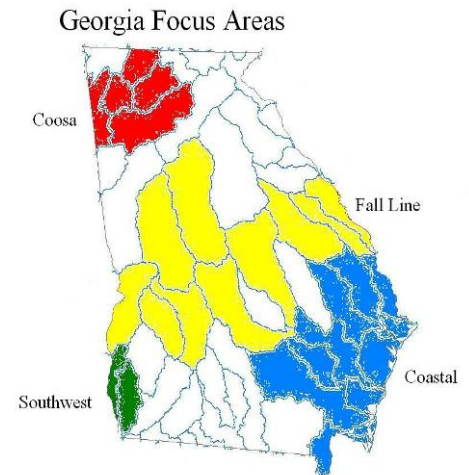 Georgia Focus Areas
Coosa
Fall Line
Coastal
Southwest